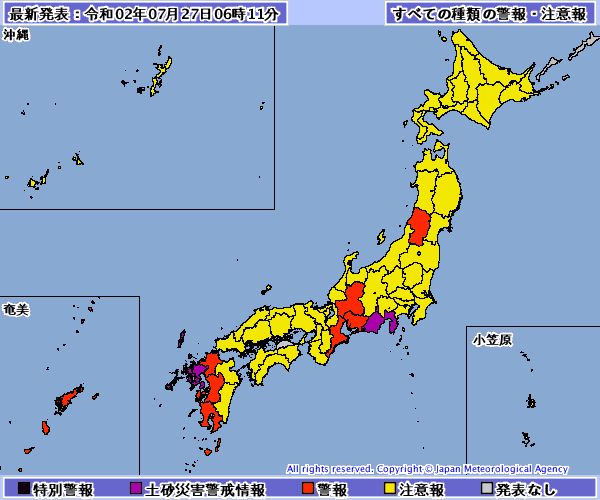 最新発表：令和02年07月27日06時11分
すべての種類の警報・注意報
沖縄
奄美
小笠原
All rights reserved. Copyright © Japan Meteorological Agency
特別警報 土砂災害警戒情報 警報 注意報 発表なし